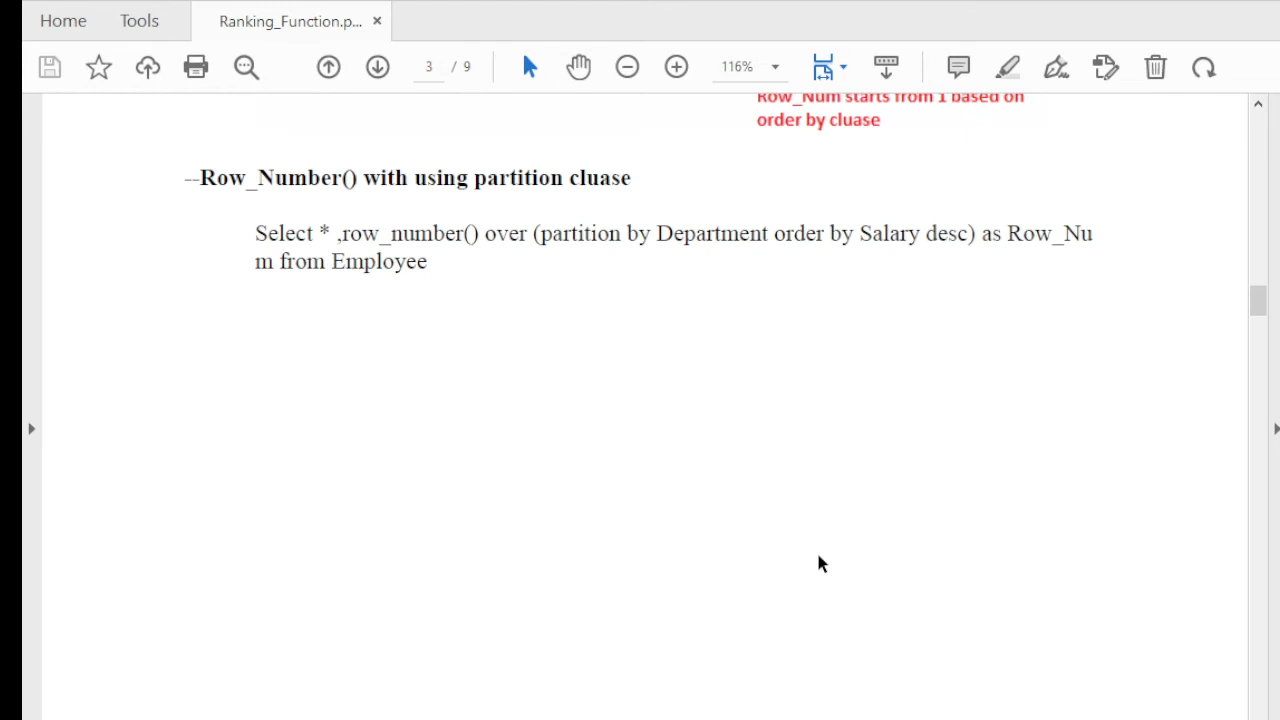 Home Tools Ranking_Function.p... ×
3 / 9 116%
Row_Num starts from 1 based on
order by cluase
--Row_Number() with using partition cluase
Select * ,row_number() over (partition by Department order by Salary desc) as Row_Nu
m from Employee